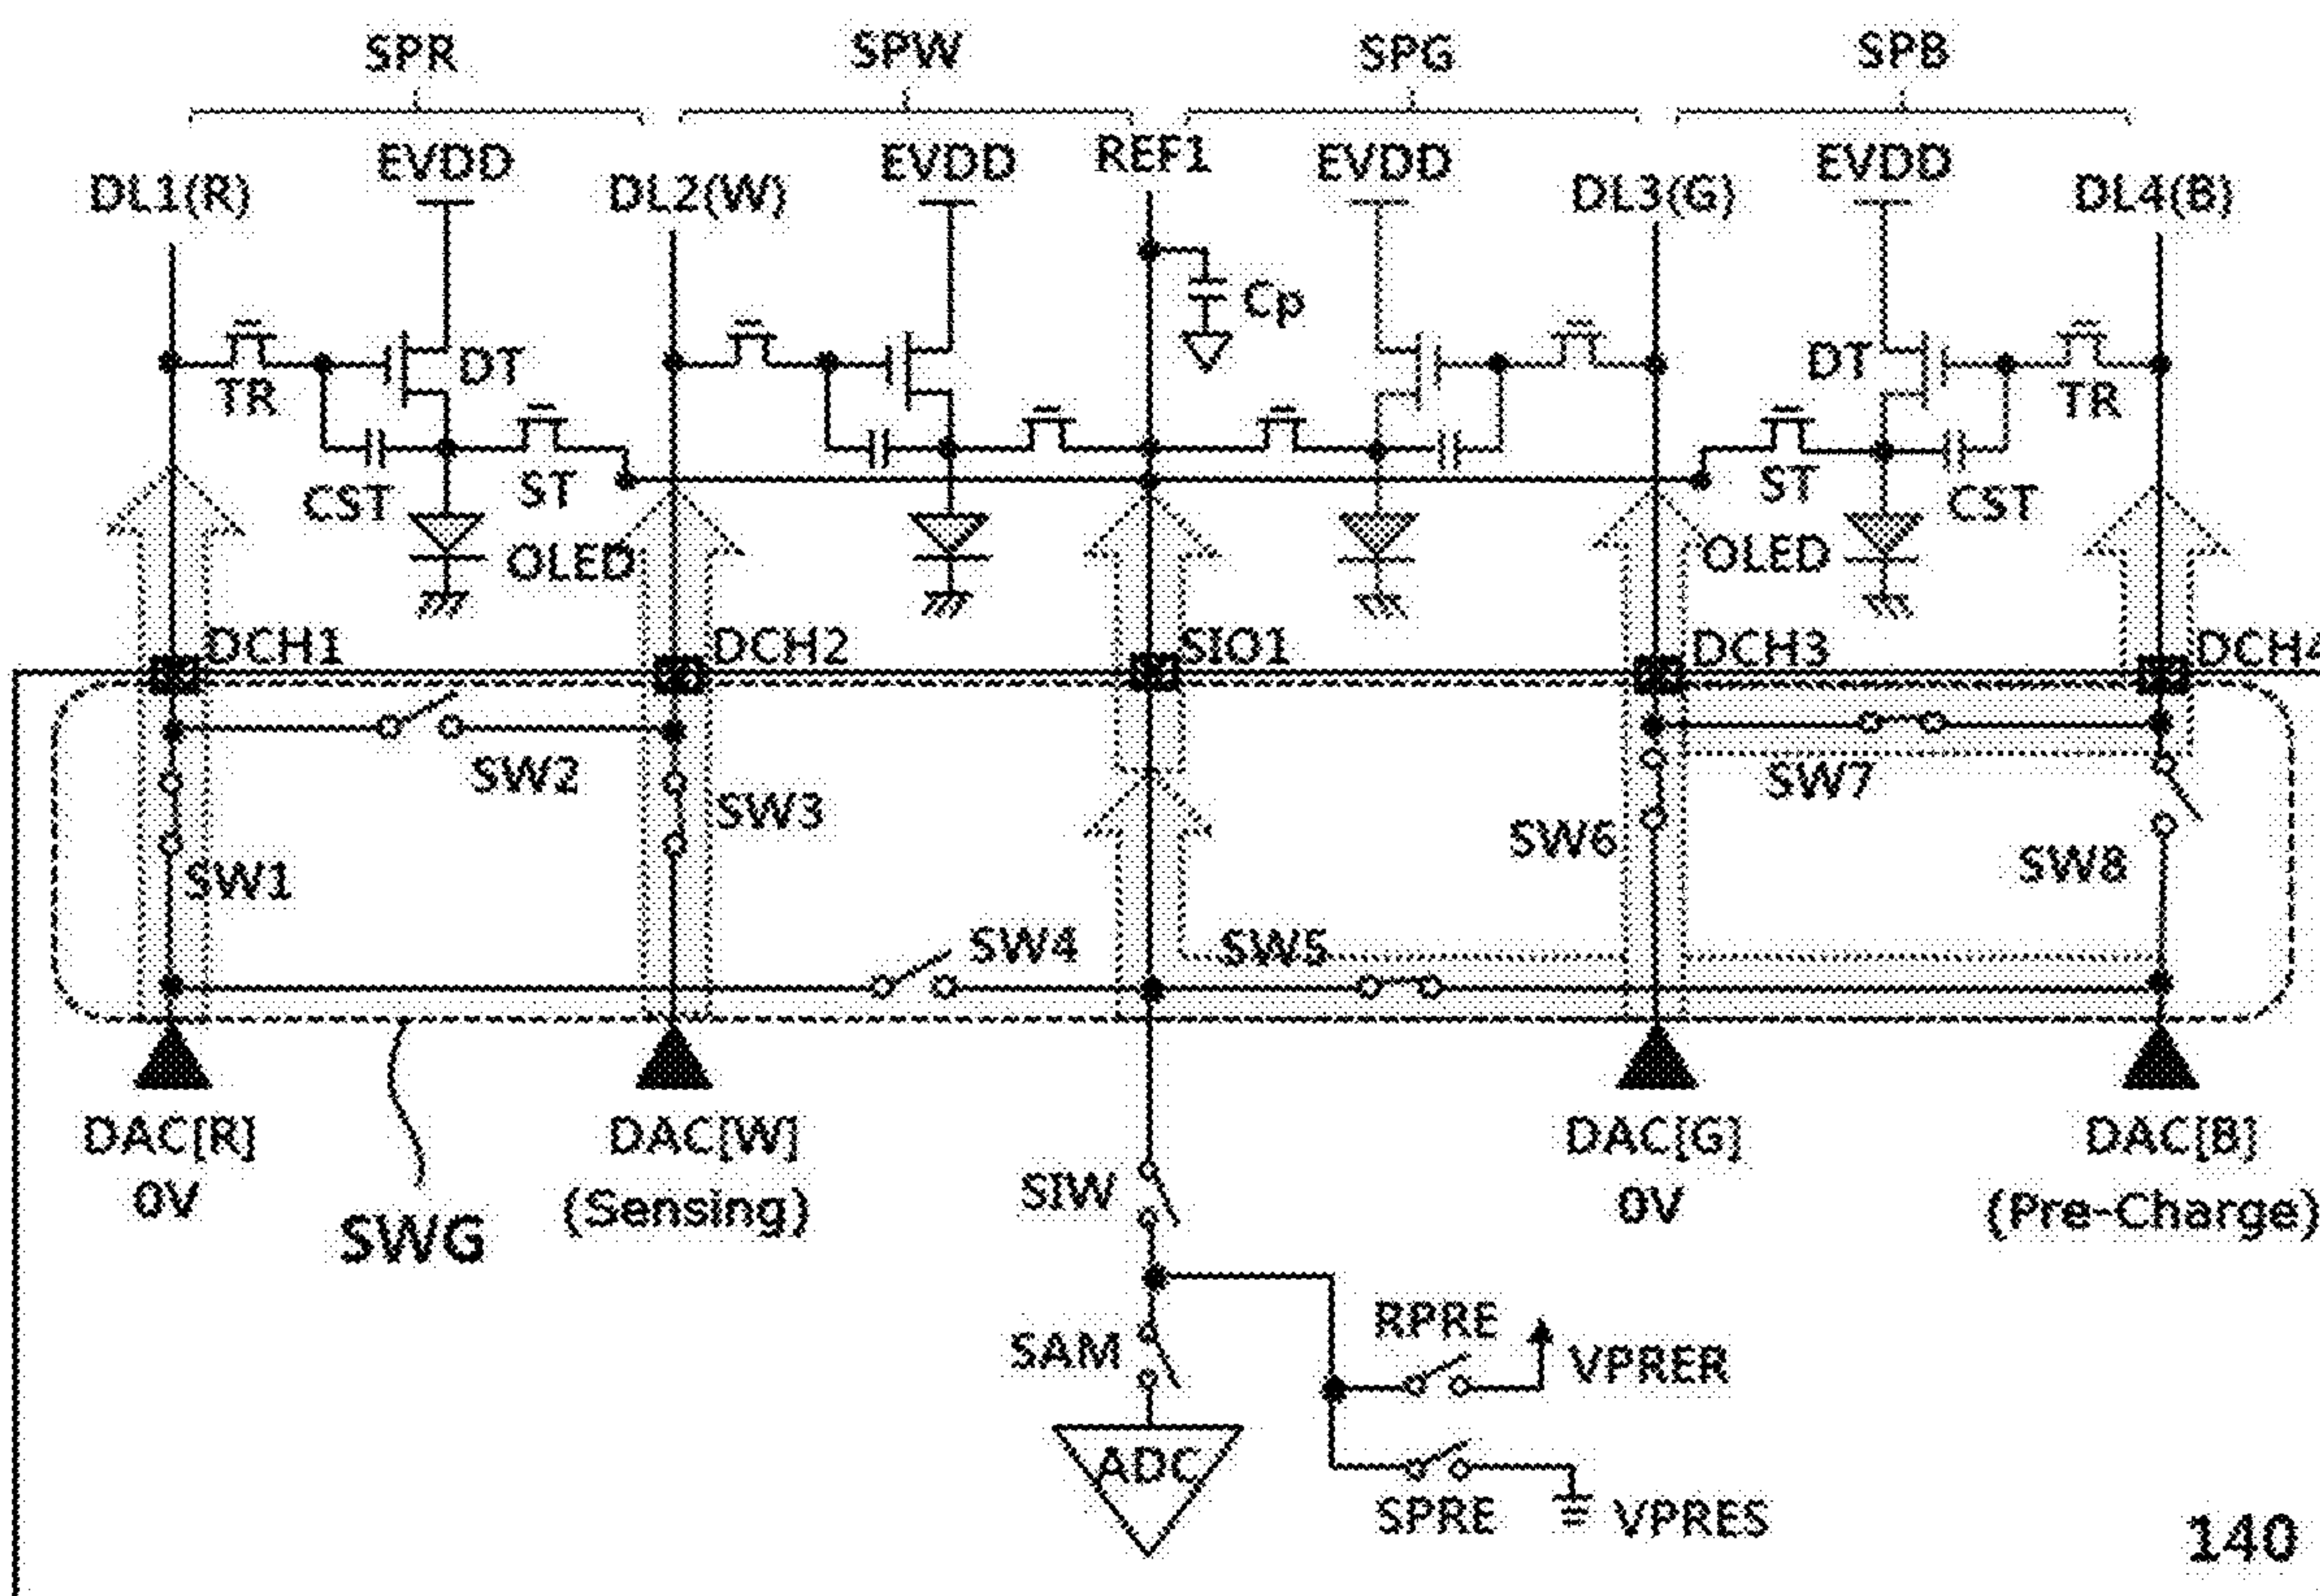 SPR SPW SPG SPB
EVDD EVDD REF1 EVDD EVDD
DL1(R) DL2(W) DL3(G) DL4(B)
Cp
DT DT
TR TR
CST ST ST CST
OLED OLED
DCH1 DCH2 SIO1 DCH3 DCH4
SW2 SW3 SW7
SW1 SW6 SW8
SW4 SW5
DAC[R] DAC[W] DAC[G] DAC[B]
0V (Sensing) SIW 0V (Pre-Charge)
SWG
RPRE
SAM VPRER
ADC
SPRE VPRES
140